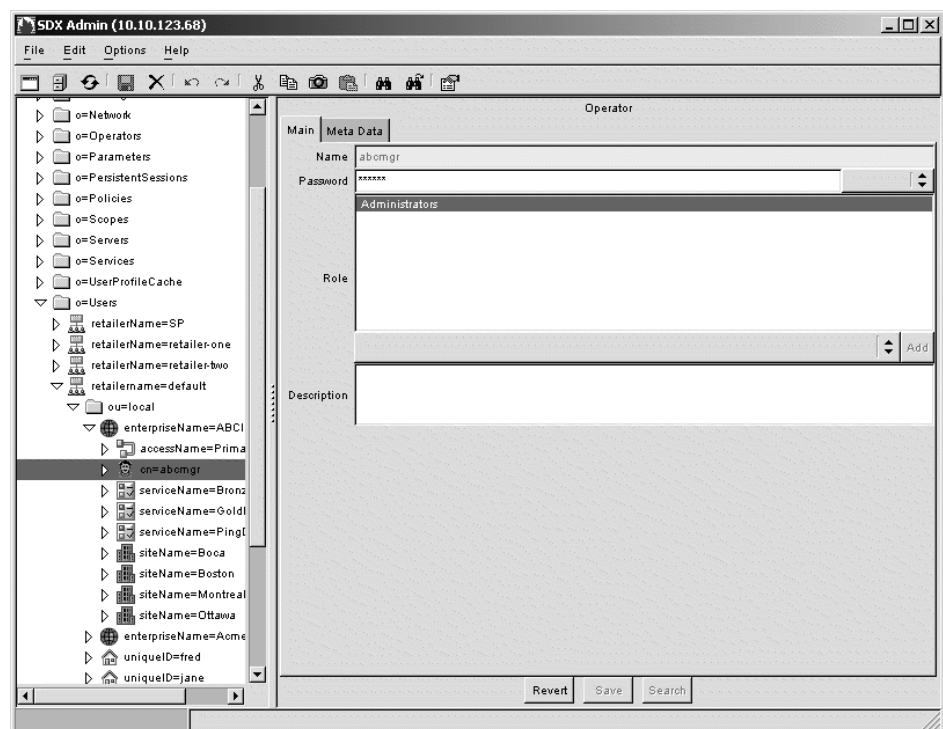 SDX Admin (10.10.123.68)
File Edit Options Help
o=Network
o=Operators
o=Parameters
o=PersistentSessions
o=Policies
o=Scopes
o=Servers
o=Services
o=UserProfileCache
o=Users
retailerName=SP
retailerName=retailer-one
retailerName=retailer-two
retailername=default
ou=local
enterpriseName=ABCI
accessName=Prima
cn=abcmgr
serviceName=Bronz
serviceName=Gold
serviceName=Ping
siteName=Boca
siteName=Boston
siteName=Montreal
siteName=Ottawa
enterpriseName=Acme
uniqueID=fred
uniqueID=jane
Operator
Main Meta Data
Name abcmgr
Password ******
Administrators
Role
Add
Description
Revert Save Search